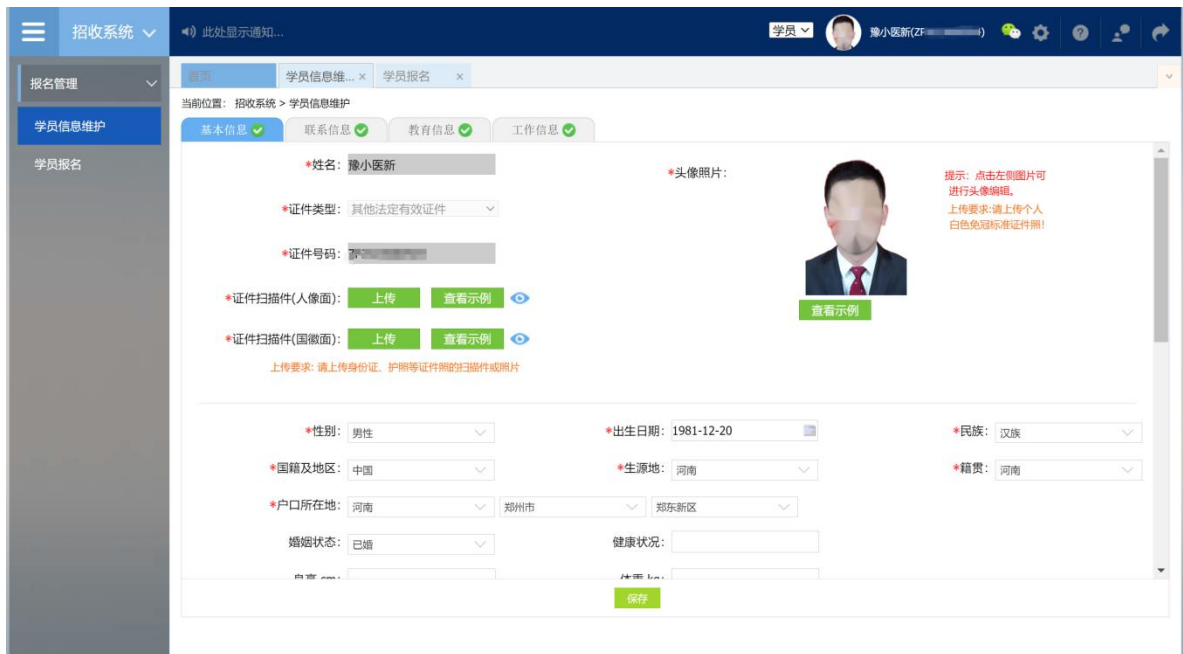 招收系统
此处显示通知...
学员
豫小医新(ZF
报名管理
学员信息维护
学员报名
首页
学员信息维... ×
学员报名 ×
当前位置: 招收系统 > 学员信息维护
基本信息
联系信息
教育信息
工作信息
*姓名: 豫小医新
*头像照片:
提示: 点击左侧图片可
进行头像编辑。
上传要求:请上传个人
白色免冠标准证件照!
*证件类型: 其他法定有效证件
*证件号码:
查看示例
*证件扫描件(人像面): 上传 查看示例
*证件扫描件(国徽面): 上传 查看示例
上传要求: 请上传身份证、护照等证件照的扫描件或照片
*性别: 男性
*出生日期: 1981-12-20
*民族: 汉族
*国籍及地区: 中国
*生源地: 河南
*籍贯: 河南
*户口所在地: 河南 郑州市 郑东新区
婚姻状态: 已婚
健康状况:
身高 cm:
体重 kg:
保存